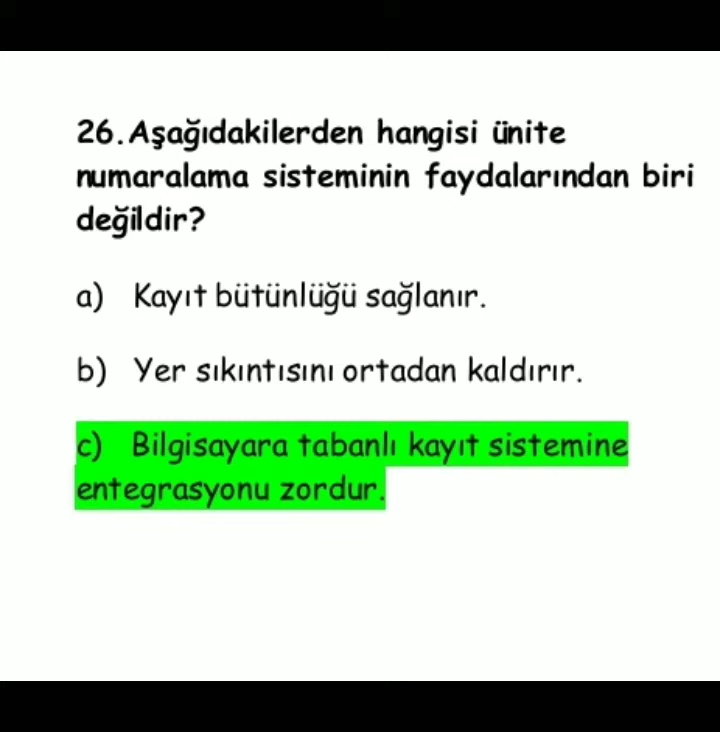 26.Aşağıdakilerden hangisi ünite
numaralama sisteminin faydalarından biri
değildir?
a) Kayıt bütünlüğü sağlanır.
b) Yer sıkıntısını ortadan kaldırır.
c) Bilgisayara tabanlı kayıt sistemine
entegrasyonu zordur.